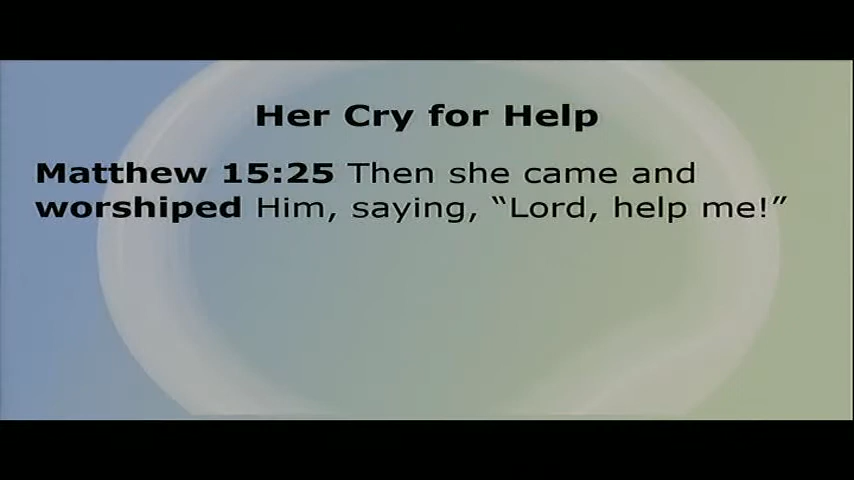 Her Cry for Help
Matthew 15:25 Then she came and
worshiped Him, saying, “Lord, help me!”